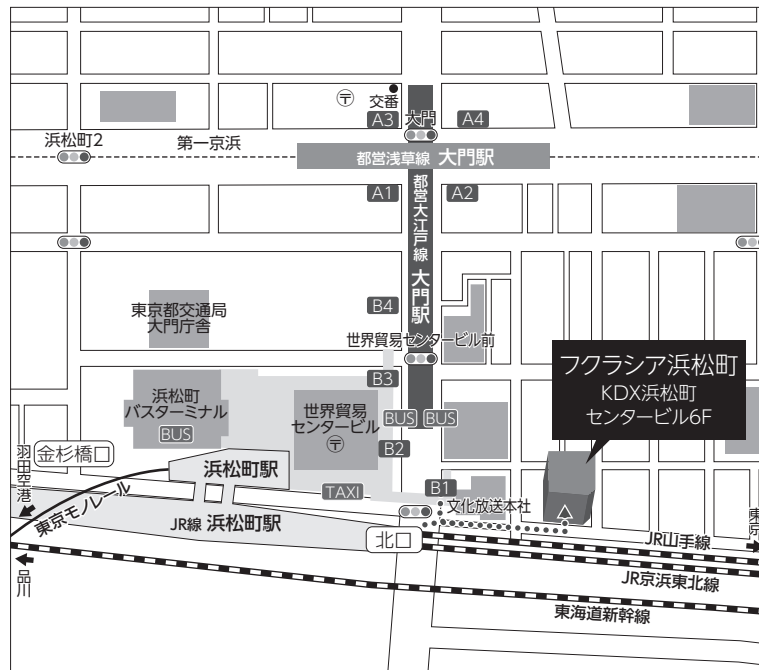 〒 交番
A3 大門 A4
浜松町2 第一京浜
都営浅草線 大門駅
A1 A2
都営大江戸線 大門駅
東京都交通局
大門庁舎
B4
世界貿易センタービル前
B3
フクラシア浜松町
KDX浜松町
センタービル6F
浜松町
バスターミナル
BUS
世界貿易
センタービル
〒
BUS BUS
B2
金杉橋口
浜松町駅
羽田空港
TAXI
B1
文化放送本社
東京モノレール
JR線 浜松町駅
北口
JR山手線
東京
JR京浜東北線
品川
東海道新幹線